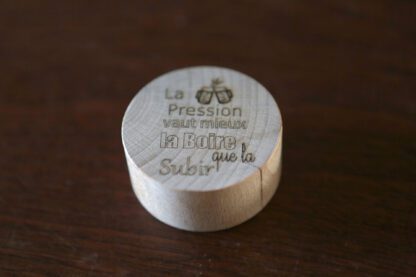 La
Pression
vaut mieux
la Boire
que la
Subir